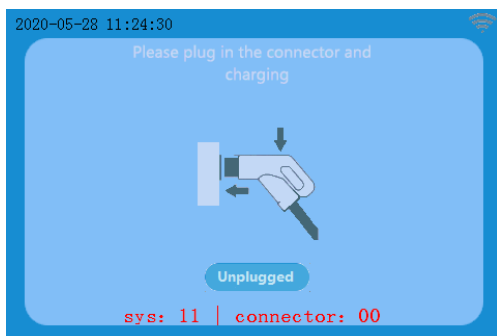 2020-05-28 11:24:30
Please plug in the connector and
charging
Unplugged
sys: 11 | connector: 00